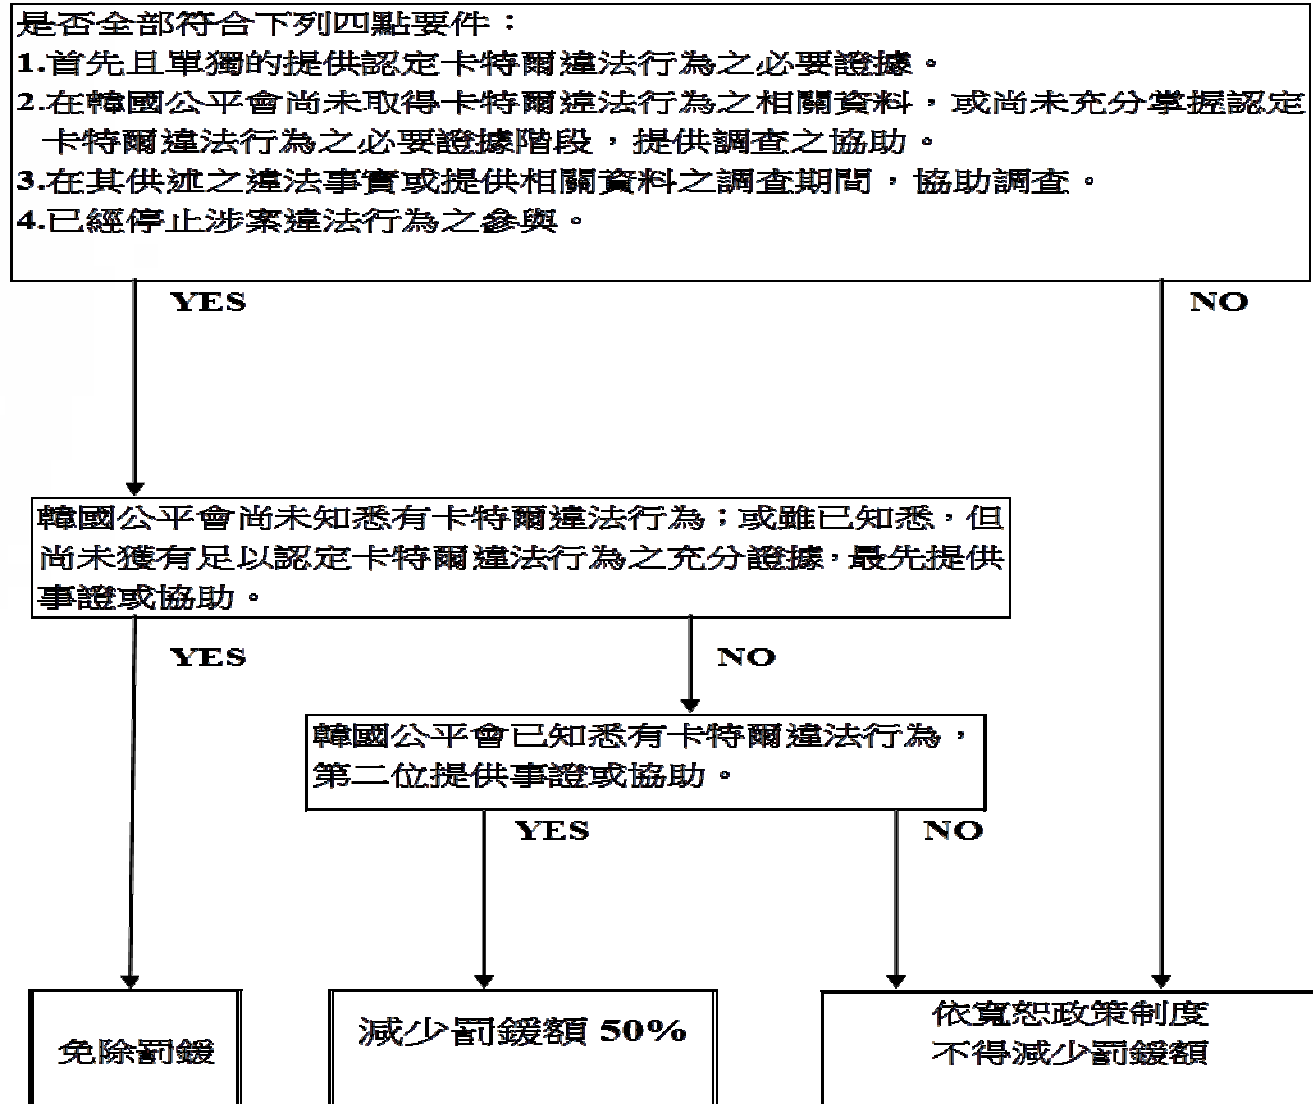 是否全部符合下列四點要件：
1.首先且單獨的提供認定卡特爾違法行為之必要證據。
2.在韓國公平會尚未取得卡特爾違法行為之相關資料，或尚未充分掌握認定
卡特爾違法行為之必要證據階段，提供調查之協助。
3.在其供述之違法事實或提供相關資料之調查期間，協助調查。
4.已經停止涉案違法行為之參與。
YES
NO
韓國公平會尚未知悉有卡特爾違法行為；或雖已知悉，但
尚未獲有足以認定卡特爾違法行為之充分證據，最先提供
事證或協助。
YES
NO
韓國公平會已知悉有卡特爾違法行為，
第二位提供事證或協助。
YES
NO
免除罰鍰
減少罰鍰額 50%
依寬恕政策制度
不得減少罰鍰額